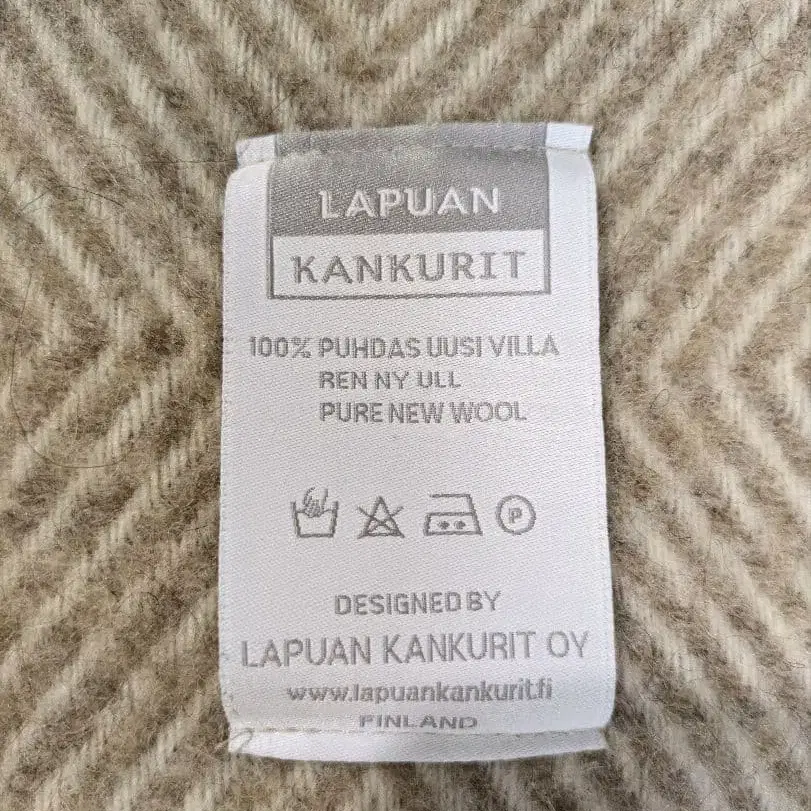 LAPUAN
KANKURIT
100% PUHDAS UUSI VILLA
REN NY ULL
PURE NEW WOOL
P
DESIGNED BY
LAPUAN KANKURIT OY
www.lapuankankurit.fi
FINLAND